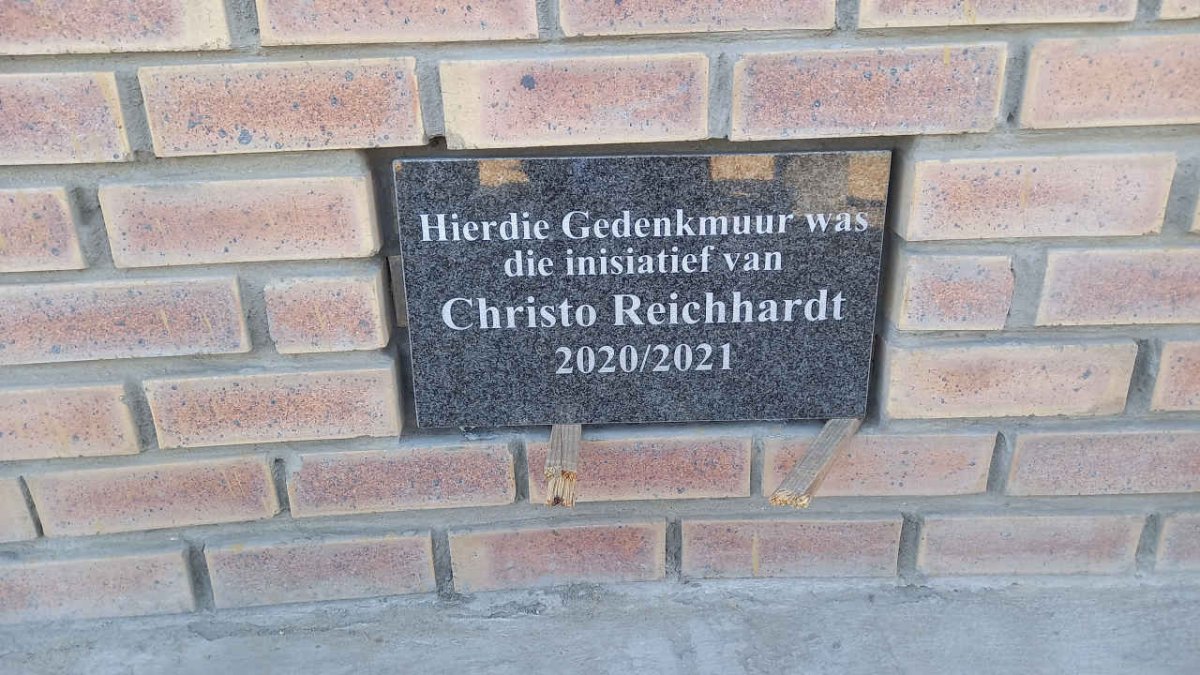 Hierdie Gedenkmuur was
die inisiatief van
Christo Reichhardt
2020/2021